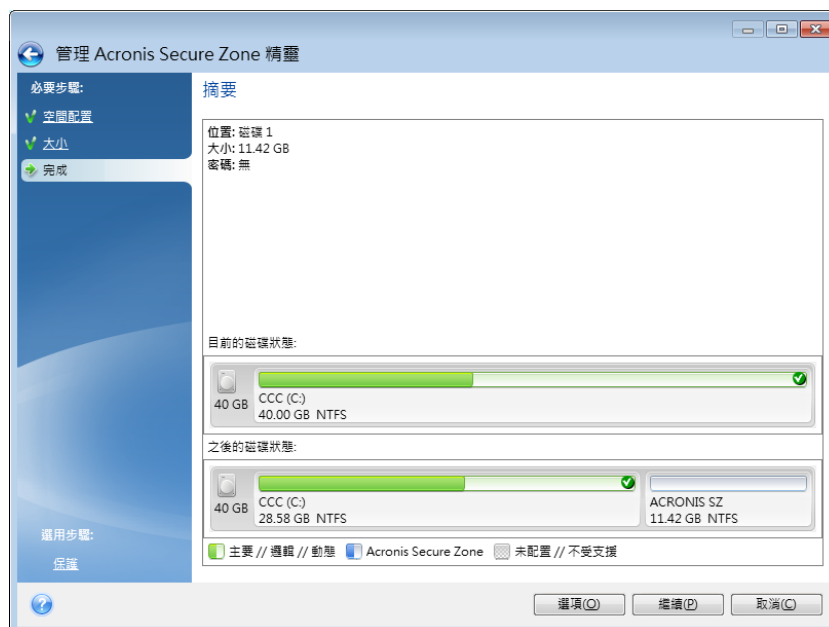 管理 Acronis Secure Zone 精靈
必要步驟:
空間配置
大小
完成
選用步驟:
保護
摘要
位置: 磁碟 1
大小: 11.42 GB
密碼: 無
目前的磁碟狀態:
40 GB
CCC (C:)
40.00 GB NTFS
之後的磁碟狀態:
40 GB
CCC (C:)
28.58 GB NTFS
ACRONIS SZ
11.42 GB NTFS
主要 // 邏輯 // 動態 Acronis Secure Zone 未配置 // 不受支援
選項(O) 繼續(P) 取消(C)